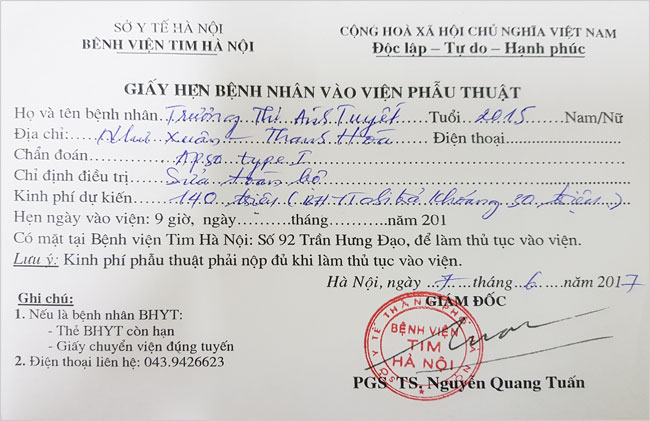 SỞ Y TẾ HÀ NỘI
BỆNH VIỆN TIM HÀ NỘI
CỘNG HOÀ XÃ HỘI CHỦ NGHĨA VIỆT NAM
Độc lập – Tự do – Hạnh phúc
GIẤY HẸN BỆNH NHÂN VÀO VIỆN PHẪU THUẬT
Họ và tên bệnh nhân Trương Thị Ánh Tuyết Tuổi 2015 Nam/Nữ
Địa chỉ: Như Xuân – Thanh Hóa Điện thoại
Chẩn đoán APSO type I
Chỉ định điều trị Sửa toàn bộ
Kinh phí dự kiến 140 triệu (BH trả khoảng 30 triệu)
Hẹn ngày vào viện: 9 giờ, ngày tháng năm 201
Có mặt tại Bệnh viện Tim Hà Nội: Số 92 Trần Hưng Đạo, để làm thủ tục vào viện.
Lưu ý: Kinh phí phẫu thuật phải nộp đủ khi làm thủ tục vào viện.
Hà Nội, ngày 7 tháng 6 năm 2017
GIÁM ĐỐC
Ghi chú:
1. Nếu là bệnh nhân BHYT:
- Thẻ BHYT còn hạn
- Giấy chuyển viện đúng tuyến
2. Điện thoại liên hệ: 043.9426623
SỞ Y TẾ THÀNH PHỐ HÀ NỘI
BỆNH VIỆN
TIM
HÀ NỘI
PGS TS. Nguyễn Quang Tuấn